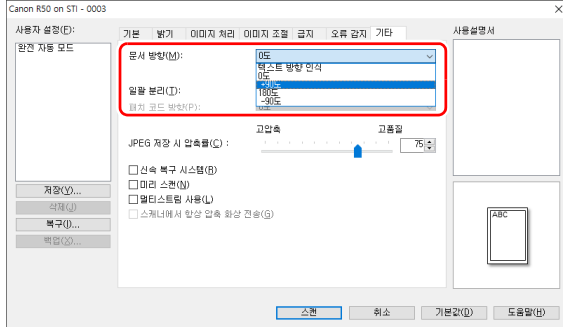 Canon R50 on STI - 0003
사용자 설정(F):
완전 자동 모드
저장(Y)...
삭제(J)
복구(I)...
백업(X)...
기본 밝기 이미지 처리 이미지 조절 급지 오류 감지 기타
문서 방향(M):
0도
텍스트 방향 인식
0도
+90도
180도
-90도
일괄 분리(T):
패치 코드 방향(P):
고압축 고품질
JPEG 저장 시 압축률(C) :
75
신속 복구 시스템(R)
미리 스캔(N)
멀티스트림 사용(L)
스캐너에서 항상 압축 화상 전송(G)
사용설명서
ABC
스캔 취소 기본값(D) 도움말(H)